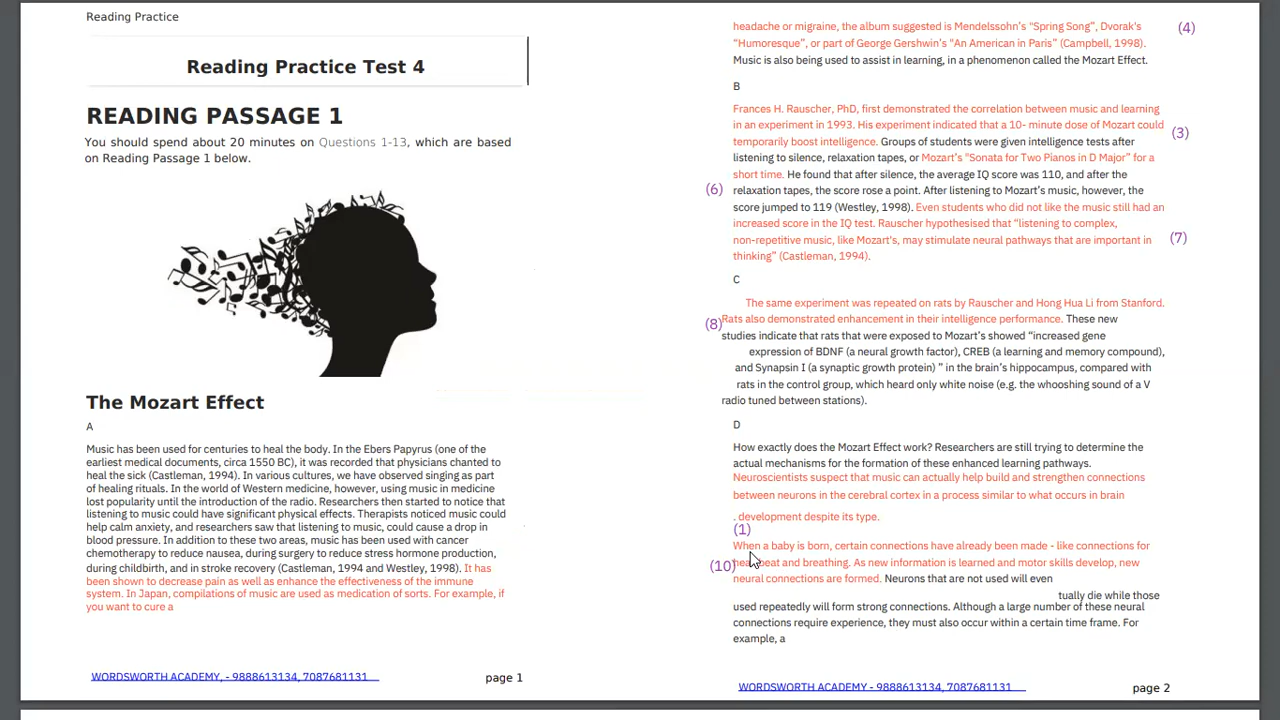 Reading Practice
Reading Practice Test 4
READING PASSAGE 1
You should spend about 20 minutes on Questions 1-13, which are based
on Reading Passage 1 below.
The Mozart Effect
A
Music has been used for centuries to heal the body. In the Ebers Papyrus (one of the
earliest medical documents, circa 1550 BC), it was recorded that physicians chanted to
heal the sick (Castleman, 1994). In various cultures, we have observed singing as part
of healing rituals. In the world of Western medicine, however, using music in medicine
lost popularity until the introduction of the radio. Researchers then started to notice that
listening to music could have significant physical effects. Therapists noticed music could
help calm anxiety, and researchers saw that listening to music, could cause a drop in
blood pressure. In addition to these two areas, music has been used with cancer
chemotherapy to reduce nausea, during surgery to reduce stress hormone production,
during childbirth, and in stroke recovery (Castleman, 1994 and Westley, 1998). It has
been shown to decrease pain as well as enhance the effectiveness of the immune
system. In Japan, compilations of music are used as medication of sorts. For example, if
you want to cure a
WORDSWORTH ACADEMY, - 9888613134, 7087681131
page 1
headache or migraine, the album suggested is Mendelssohn's "Spring Song", Dvorak's
"Humoresque", or part of George Gershwin's "An American in Paris" (Campbell, 1998).
(4)
Music is also being used to assist in learning, in a phenomenon called the Mozart Effect.
B
Frances H. Rauscher, PhD, first demonstrated the correlation between music and learning
in an experiment in 1993. His experiment indicated that a 10- minute dose of Mozart could
(3)
temporarily boost intelligence. Groups of students were given intelligence tests after
listening to silence, relaxation tapes, or Mozart's "Sonata for Two Pianos in D Major" for a
short time. He found that after silence, the average IQ score was 110, and after the
(6)
relaxation tapes, the score rose a point. After listening to Mozart's music, however, the
score jumped to 119 (Westley, 1998). Even students who did not like the music still had an
increased score in the IQ test. Rauscher hypothesised that "listening to complex,
non-repetitive music, like Mozart's, may stimulate neural pathways that are important in
(7)
thinking" (Castleman, 1994).
C
The same experiment was repeated on rats by Rauscher and Hong Hua Li from Stanford.
(8)
Rats also demonstrated enhancement in their intelligence performance. These new
studies indicate that rats that were exposed to Mozart's showed "increased gene
expression of BDNF (a neural growth factor), CREB (a learning and memory compound),
and Synapsin I (a synaptic growth protein) " in the brain's hippocampus, compared with
rats in the control group, which heard only white noise (e.g. the whooshing sound of a V
radio tuned between stations).
D
How exactly does the Mozart Effect work? Researchers are still trying to determine the
actual mechanisms for the formation of these enhanced learning pathways.
Neuroscientists suspect that music can actually help build and strengthen connections
between neurons in the cerebral cortex in a process similar to what occurs in brain
. development despite its type.
(1)
When a baby is born, certain connections have already been made - like connections for
(10)
heartbeat and breathing. As new information is learned and motor skills develop, new
neural connections are formed. Neurons that are not used will even
tually die while those
used repeatedly will form strong connections. Although a large number of these neural
connections require experience, they must also occur within a certain time frame. For
example, a
WORDSWORTH ACADEMY - 9888613134, 7087681131
page 2